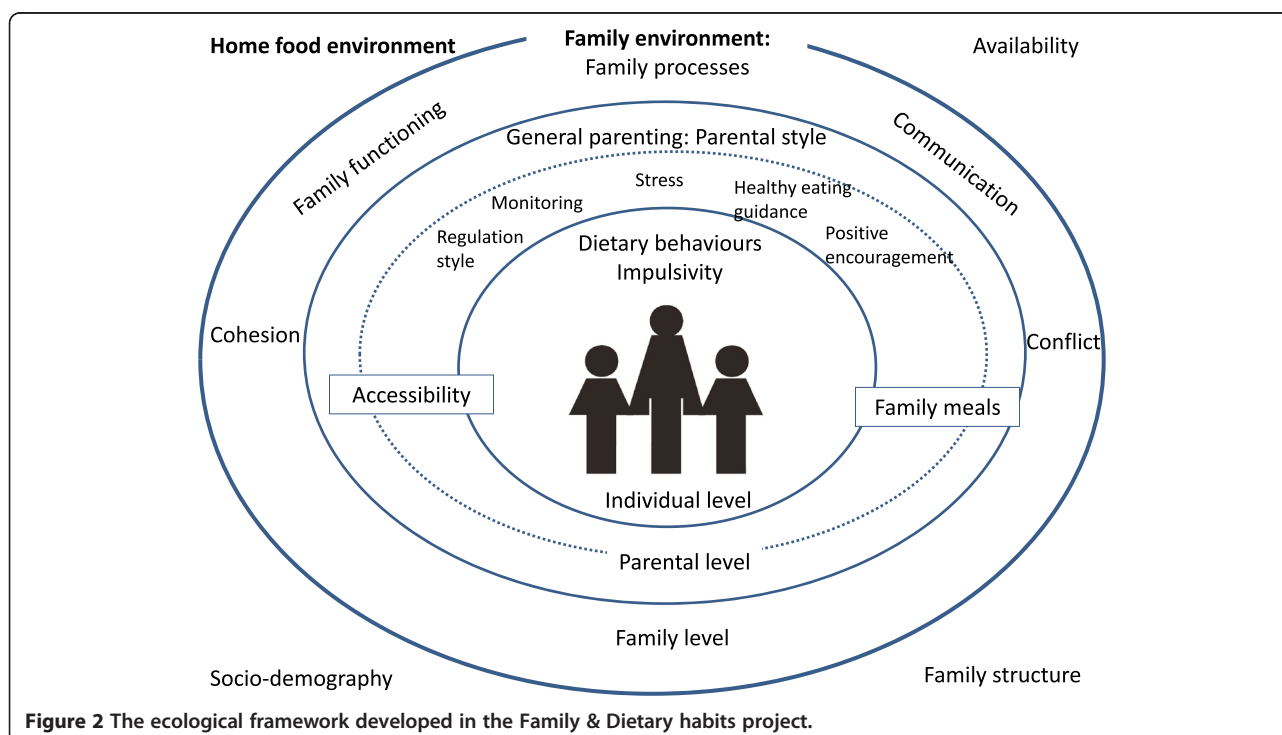 Home food environment
Family environment:
Availability
Family processes
Family functioning
Communication
General parenting: Parental style
Stress
Healthy eating
guidance
Monitoring
Regulation
style
Positive
encouragement
Dietary behaviours
Impulsivity
Cohesion
Conflict
Accessibility
Family meals
Individual level
Parental level
Family level
Socio-demography
Family structure
Figure 2 The ecological framework developed in the Family & Dietary habits project.